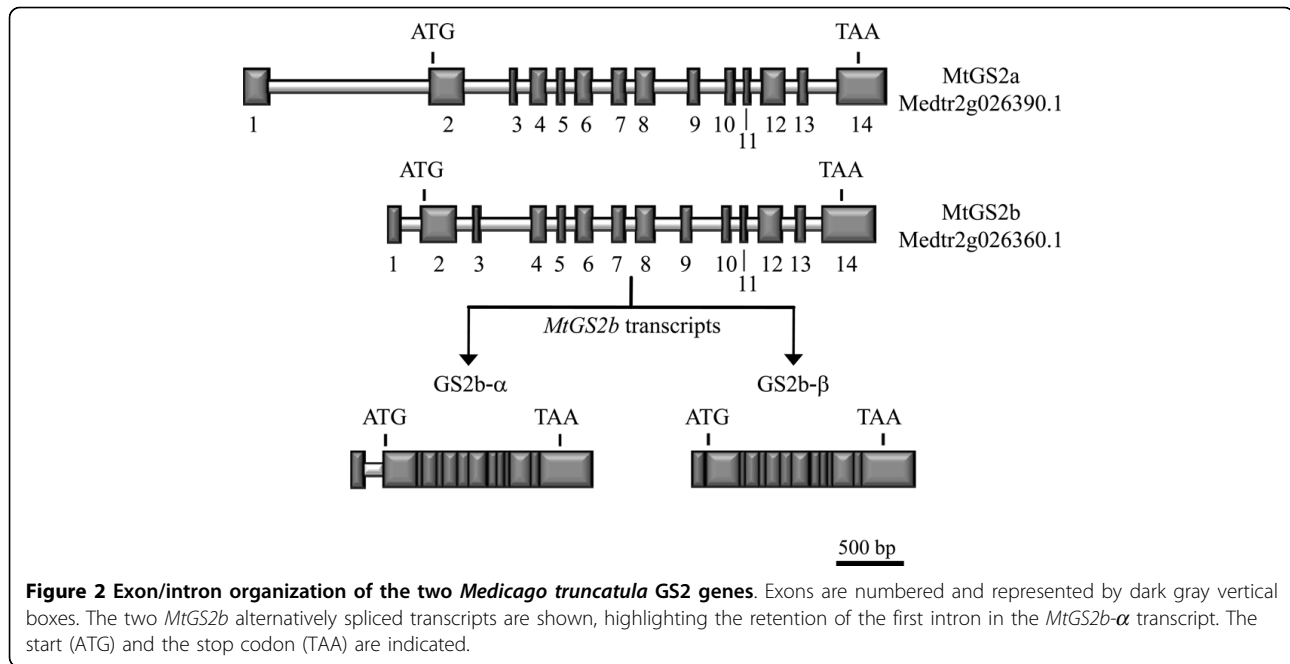 ATG TAA
MtGS2a
Medtr2g026390.1
1 2 3 4 5 6 7 8 9 10 12 13 14
11
ATG TAA
MtGS2b
Medtr2g026360.1
1 2 3 4 5 6 7 8 9 10 12 13 14
11
MtGS2b transcripts
GS2b-α GS2b-β
ATG TAA ATG TAA
500 bp
Figure 2 Exon/intron organization of the two Medicago truncatula GS2 genes. Exons are numbered and represented by dark gray vertical
boxes. The two MtGS2b alternatively spliced transcripts are shown, highlighting the retention of the first intron in the MtGS2b-α transcript. The
start (ATG) and the stop codon (TAA) are indicated.